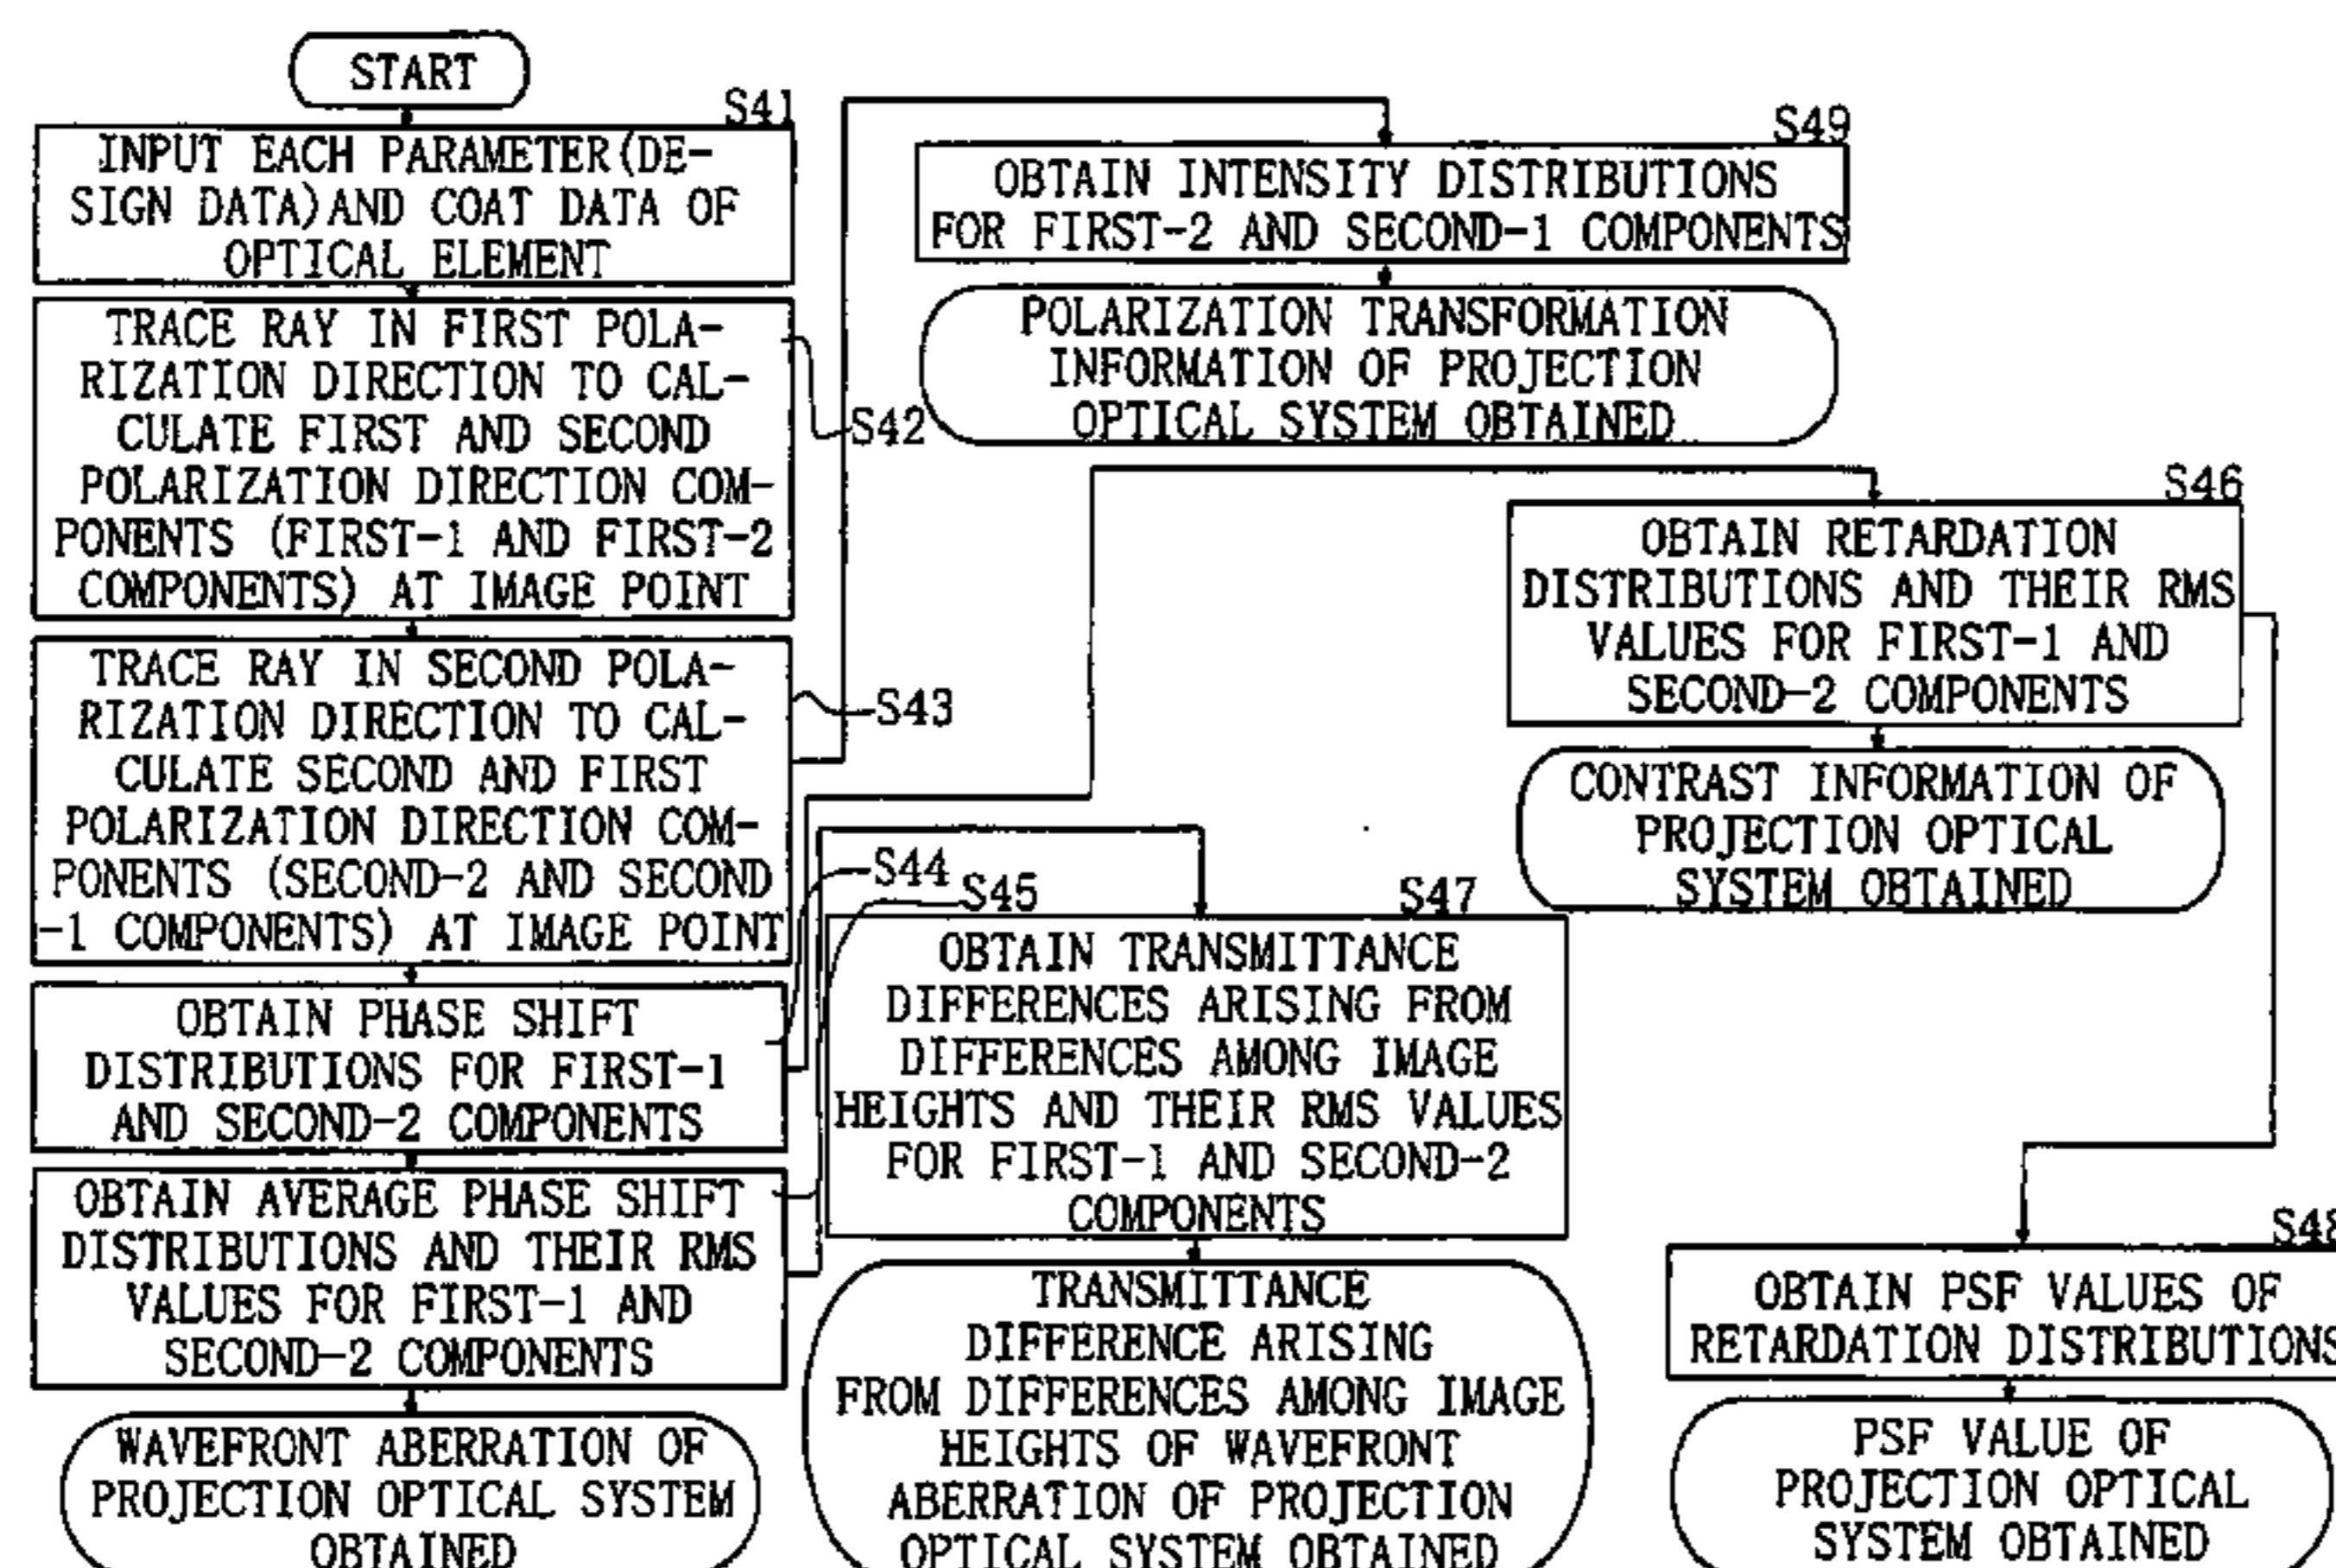 START
S41
INPUT EACH PARAMETER(DE-
SIGN DATA)AND COAT DATA OF
OPTICAL ELEMENT
TRACE RAY IN FIRST POLA-
RIZATION DIRECTION TO CAL-
CULATE FIRST AND SECOND
POLARIZATION DIRECTION COM-
PONENTS (FIRST-1 AND FIRST-2
COMPONENTS) AT IMAGE POINT
S42
TRACE RAY IN SECOND POLA-
RIZATION DIRECTION TO CAL-
CULATE SECOND AND FIRST
POLARIZATION DIRECTION COM-
PONENTS (SECOND-2 AND SECOND
-1 COMPONENTS) AT IMAGE POINT
S43
OBTAIN PHASE SHIFT
DISTRIBUTIONS FOR FIRST-1
AND SECOND-2 COMPONENTS
S44
OBTAIN AVERAGE PHASE SHIFT
DISTRIBUTIONS AND THEIR RMS
VALUES FOR FIRST-1 AND
SECOND-2 COMPONENTS
S45
WAVEFRONT ABERRATION OF
PROJECTION OPTICAL SYSTEM
OBTAINED
S49
OBTAIN INTENSITY DISTRIBUTIONS
FOR FIRST-2 AND SECOND-1 COMPONENTS
POLARIZATION TRANSFORMATION
INFORMATION OF PROJECTION
OPTICAL SYSTEM OBTAINED
S46
OBTAIN RETARDATION
DISTRIBUTIONS AND THEIR RMS
VALUES FOR FIRST-1 AND
SECOND-2 COMPONENTS
CONTRAST INFORMATION OF
PROJECTION OPTICAL
SYSTEM OBTAINED
S47
OBTAIN TRANSMITTANCE
DIFFERENCES ARISING FROM
DIFFERENCES AMONG IMAGE
HEIGHTS AND THEIR RMS VALUES
FOR FIRST-1 AND SECOND-2
COMPONENTS
TRANSMITTANCE
DIFFERENCE ARISING
FROM DIFFERENCES AMONG IMAGE
HEIGHTS OF WAVEFRONT
ABERRATION OF PROJECTION
OPTICAL SYSTEM OBTAINED
S48
OBTAIN PSF VALUES OF
RETARDATION DISTRIBUTIONS
PSF VALUE OF
PROJECTION OPTICAL
SYSTEM OBTAINED